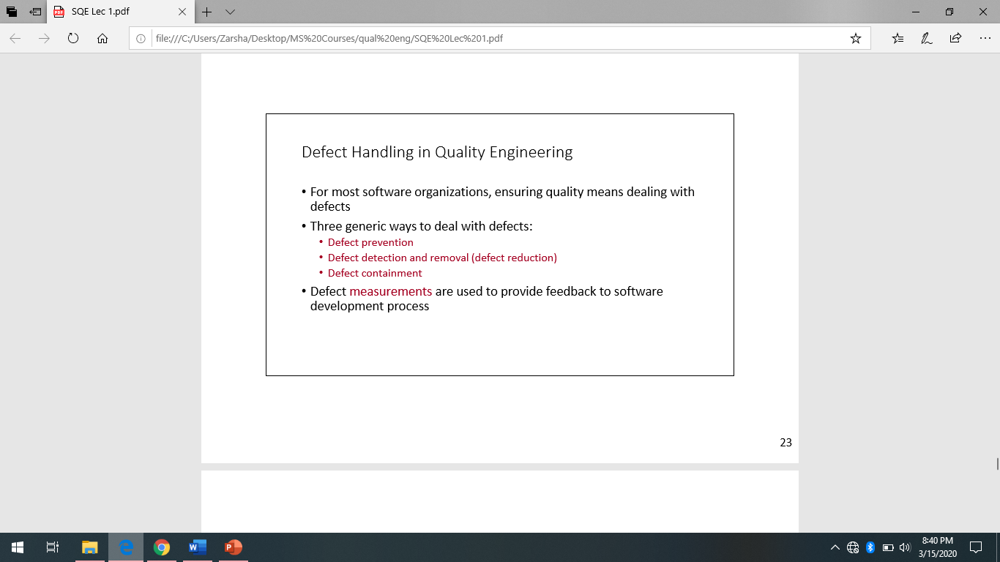 SQE Lec 1.pdf
file:///C:/Users/Zarsha/Desktop/MS%20Courses/qual%20eng/SQE%20Lec%201.pdf
Defect Handling in Quality Engineering
• For most software organizations, ensuring quality means dealing with
defects
• Three generic ways to deal with defects:
• Defect prevention
• Defect detection and removal (defect reduction)
• Defect containment
• Defect measurements are used to provide feedback to software
development process
23
8:40 PM
3/15/2020